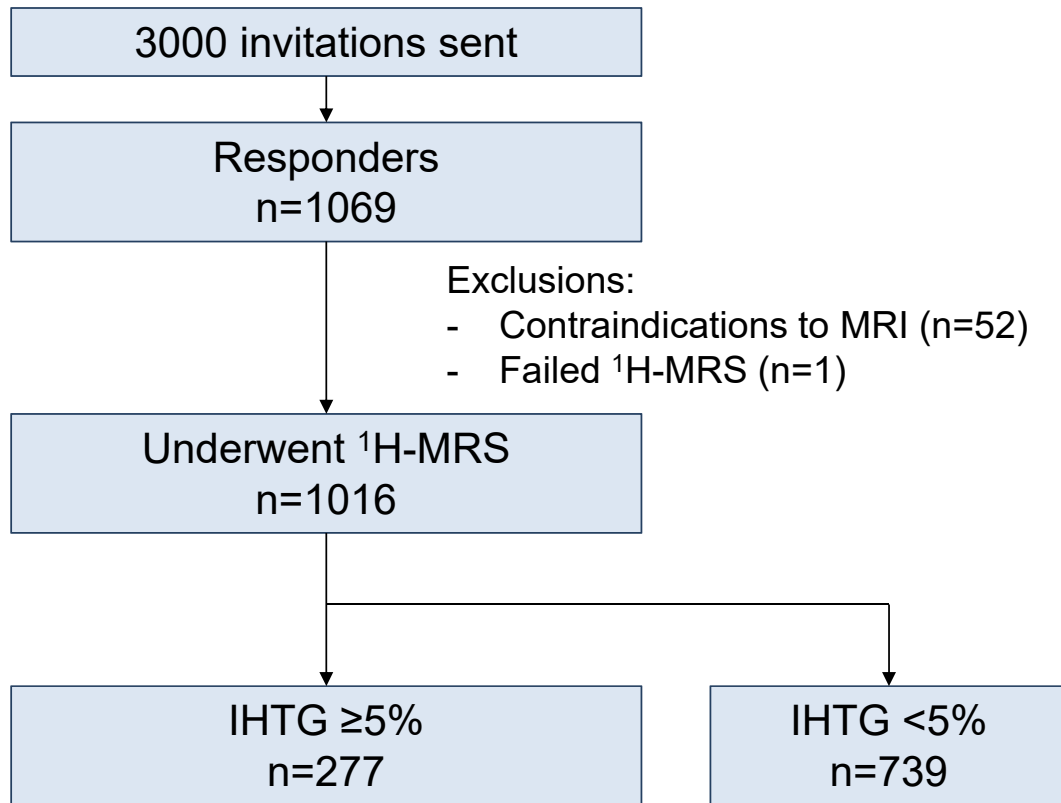 3000 invitations sent
Responders
n=1069
Exclusions:
- Contraindications to MRI (n=52)
- Failed ¹H-MRS (n=1)
Underwent ¹H-MRS
n=1016
IHTG ≥5%
n=277
IHTG <5%
n=739